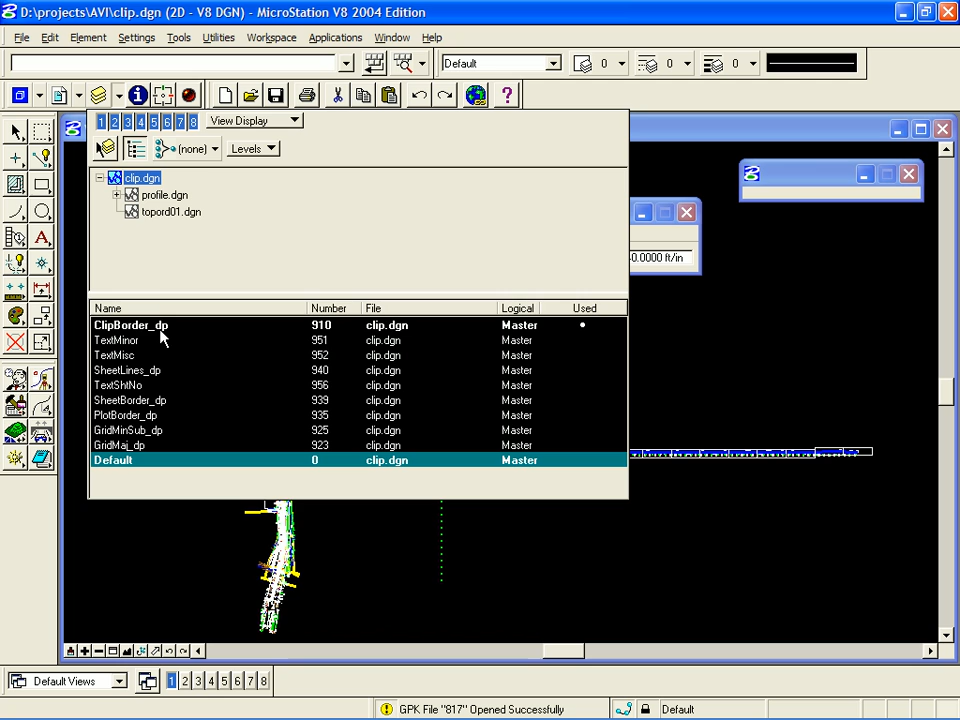 D:\projects\AVI\clip.dgn (2D - V8 DGN) - MicroStation V8 2004 Edition
File Edit Element Settings Tools Utilities Workspace Applications Window Help
Default 0 0 0
1 2 3 4 5 6 7 8 View Display
(none) Levels
clip.dgn
profile.dgn
topord01.dgn
0.0000 ft/in
Name Number File Logical Used
ClipBorder_dp 910 clip.dgn Master
TextMinor 951 clip.dgn Master
TextMisc 952 clip.dgn Master
SheetLines_dp 940 clip.dgn Master
TextShtNo 956 clip.dgn Master
SheetBorder_dp 939 clip.dgn Master
PlotBorder_dp 935 clip.dgn Master
GridMinSub_dp 925 clip.dgn Master
GridMaj_dp 923 clip.dgn Master
Default 0 clip.dgn Master
Default Views 1 2 3 4 5 6 7 8
GPK File "817" Opened Successfully Default